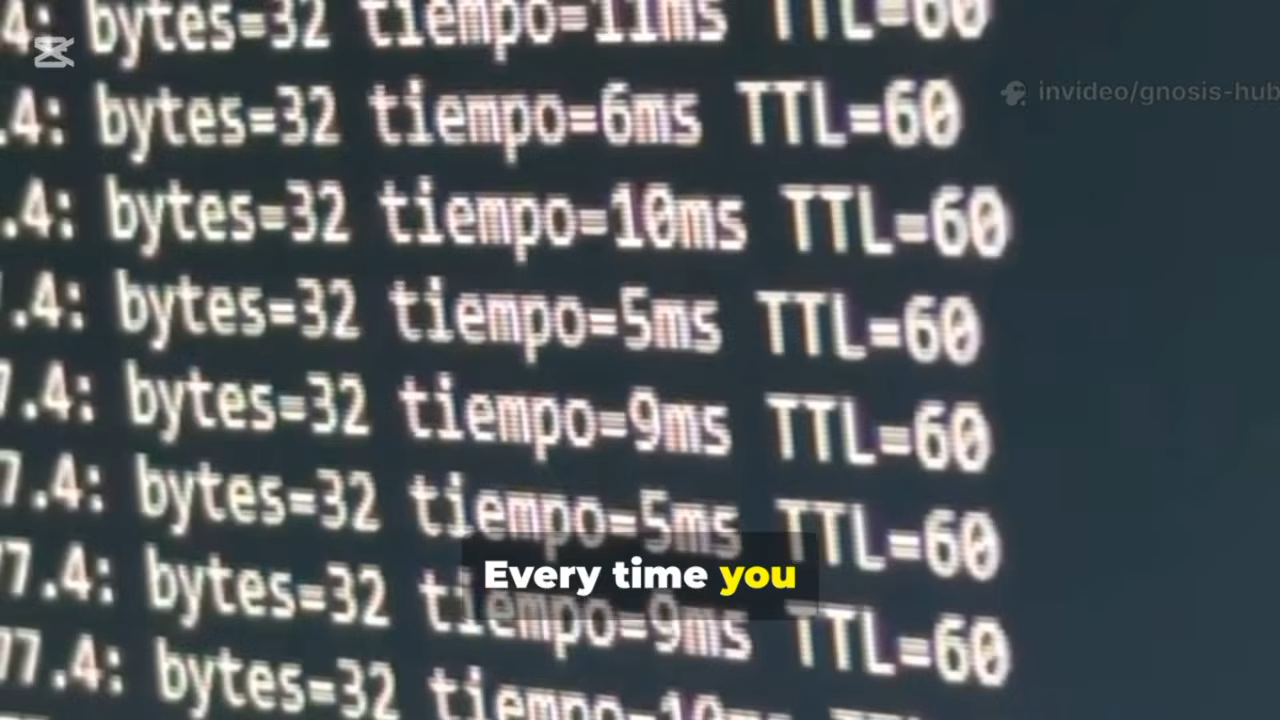 4: bytes=32 tiempo=11ms TTL=60
invideo/gnosis-hub
.4: bytes=32 tiempo=6ms TTL=60
.4: bytes=32 tiempo=10ms TTL=60
.4: bytes=32 tiempo=5ms TTL=60
7.4: bytes=32 tiempo=9ms TTL=60
7.4: bytes=32 tiempo=5ms TTL=60
Every time you
77.4: bytes=32 tiempo=9ms TTL=60
77.4: bytes=32 tiempo=10ms